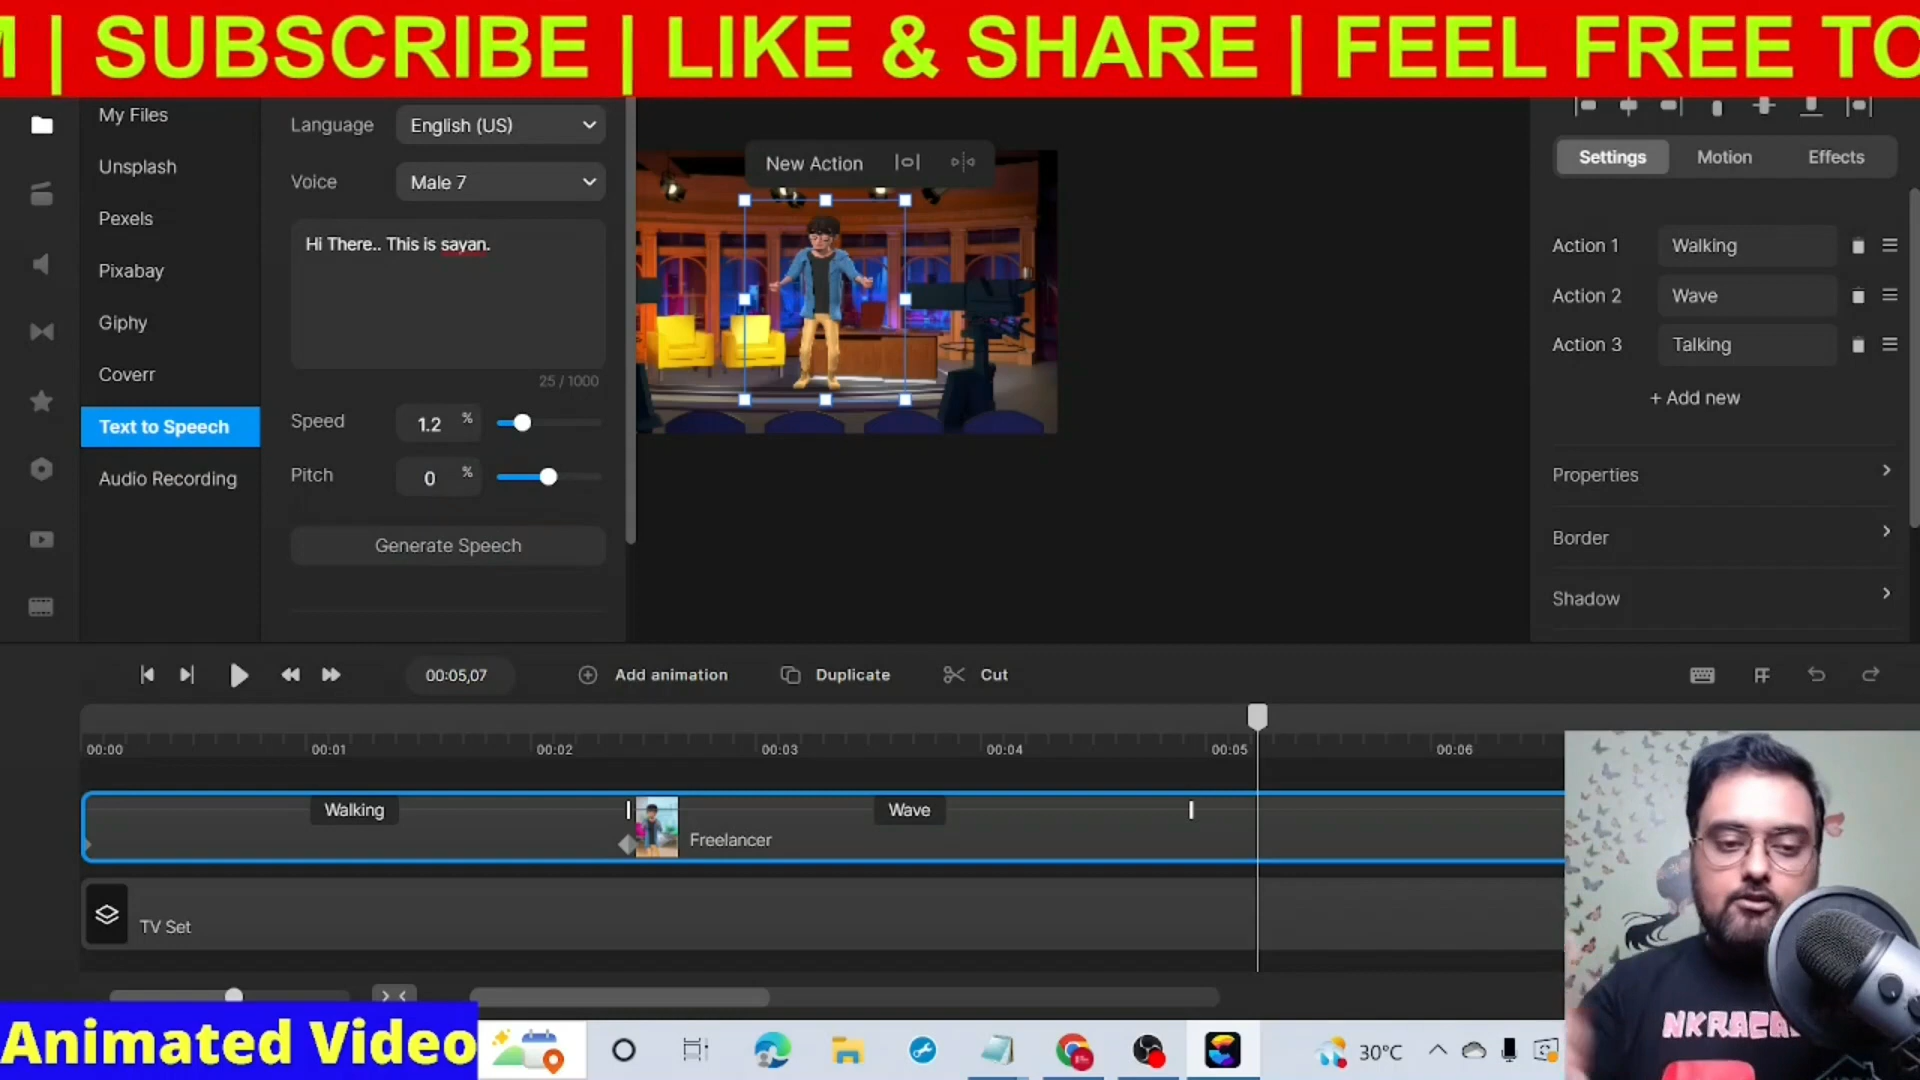 M | SUBSCRIBE | LIKE & SHARE | FEEL FREE TO
My Files
Unsplash
Pexels
Pixabay
Giphy
Coverr
Text to Speech
Audio Recording
Language
English (US)
Voice
Male 7
Hi There.. This is sayan.
25 / 1000
Speed
1.2 %
Pitch
0 %
Generate Speech
New Action
Settings
Motion
Effects
Action 1
Walking
Action 2
Wave
Action 3
Talking
+ Add new
Properties
Border
Shadow
00:05,07
Add animation
Duplicate
Cut
00:00
00:01
00:02
00:03
00:04
00:05
00:06
Walking
Wave
Freelancer
TV Set
Animated Video
30°C